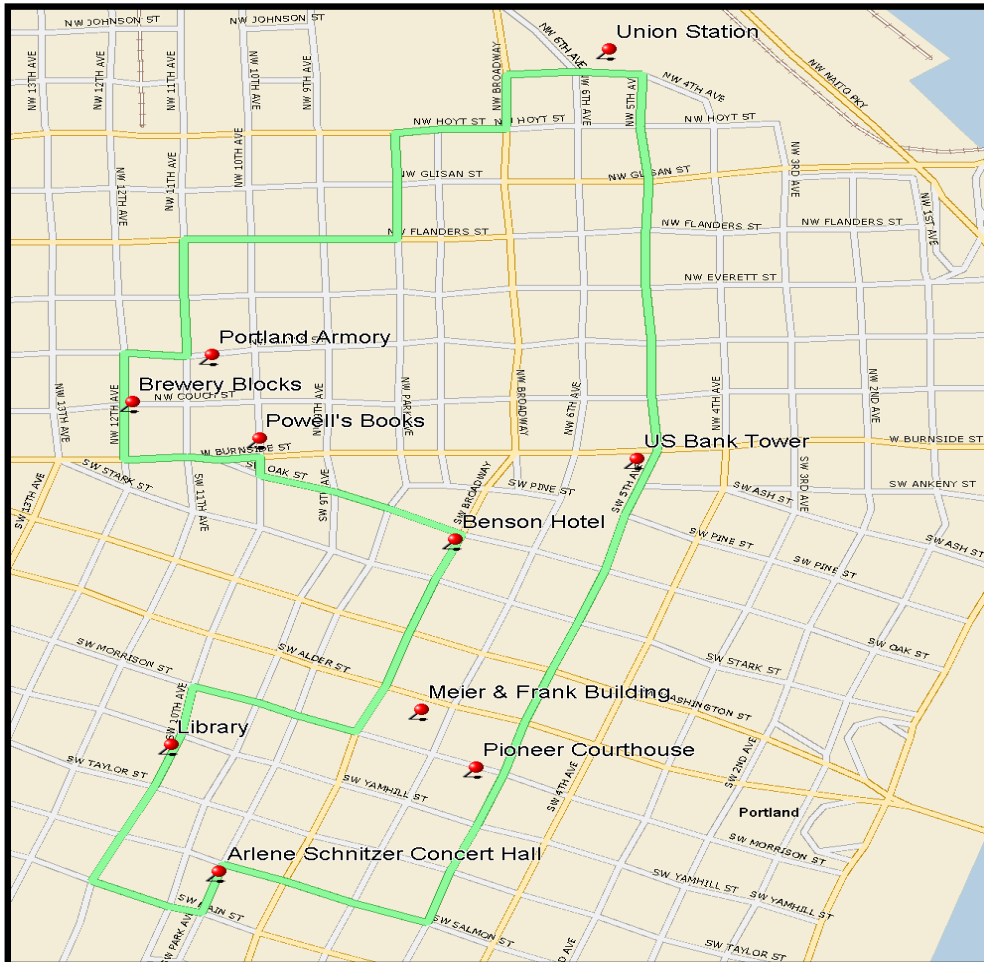 NW JOHNSON ST
NW JOHNSON ST
NW 13TH AVE
NW 12TH AVE
NW 11TH AVE
NW 10TH AVE
NW 9TH AVE
NW BROADWAY
NW 6TH AVE
Union Station
NW 6TH AVE
NW 5TH AV
NW 4TH AVE
NW NAITO PKY
NW HOYT ST
NW HOYT ST
NW 3RD AVE
NW 12TH AVE
NW 11TH AVE
NW GLISAN ST
NW GLISAN ST
NW 1ST AVE
NW FLANDERS ST
NW FLANDERS ST
NW FLANDERS ST
NW EVERETT ST
Portland Armory
Brewery Blocks
NW COUCH ST
NW 13TH AVE
NW 12TH AVE
NW PARK AVE
NW BROADWAY
NW 6TH AVE
NW 4TH AVE
NW 2ND AVE
Powell's Books
W BURNSIDE ST
US Bank Tower
W BURNSIDE ST
SW 13TH AVE
SW STARK ST
SW OAK ST
SW 11TH AVE
SW 9TH AVE
SW BROADWAY
SW PINE ST
SW 5TH AVE
SW ASH ST
SW 3RD AVE
SW ANKENY ST
Benson Hotel
SW PINE ST
SW PINE ST
SW ASH ST
SW OAK ST
SW STARK ST
SW MORRISON ST
SW ALDER ST
SW 10TH AVE
Meier & Frank Building
WASHINGTON ST
Library
Pioneer Courthouse
SW TAYLOR ST
SW YAMHILL ST
SW 4TH AVE
SW 2ND AVE
Portland
SW MORRISON ST
Arlene Schnitzer Concert Hall
SW YAMHILL ST
SW YAMHILL ST
SW PARK AVE
MAIN ST
SW SALMON ST
SW TAYLOR ST